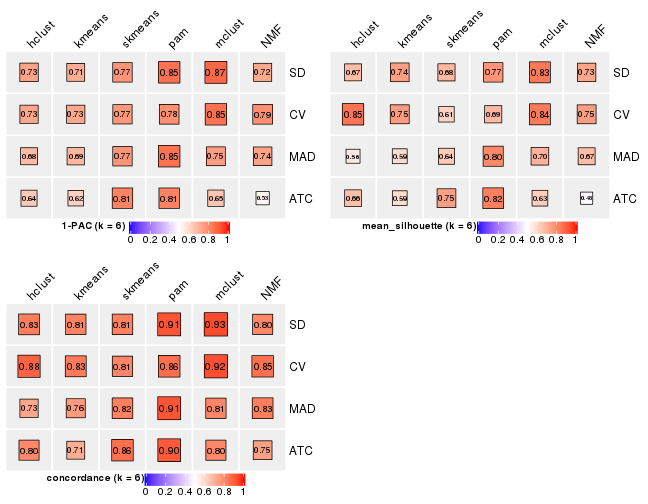 hclust kmeans skmeans pam mclust NMF
0.73 0.71 0.77 0.85 0.87 0.72 SD
0.73 0.73 0.77 0.78 0.85 0.79 CV
0.68 0.69 0.77 0.85 0.75 0.74 MAD
0.64 0.62 0.81 0.81 0.65 0.53 ATC
1-PAC (k = 6)
0 0.2 0.4 0.6 0.8 1
hclust kmeans skmeans pam mclust NMF
0.67 0.74 0.68 0.77 0.83 0.73 SD
0.85 0.75 0.61 0.69 0.84 0.75 CV
0.56 0.59 0.64 0.80 0.70 0.67 MAD
0.66 0.59 0.75 0.82 0.63 0.48 ATC
mean_silhouette (k = 6)
0 0.2 0.4 0.6 0.8 1
hclust kmeans skmeans pam mclust NMF
0.83 0.81 0.81 0.91 0.93 0.80 SD
0.88 0.83 0.81 0.86 0.92 0.85 CV
0.73 0.76 0.82 0.91 0.81 0.83 MAD
0.80 0.71 0.86 0.90 0.80 0.75 ATC
concordance (k = 6)
0 0.2 0.4 0.6 0.8 1